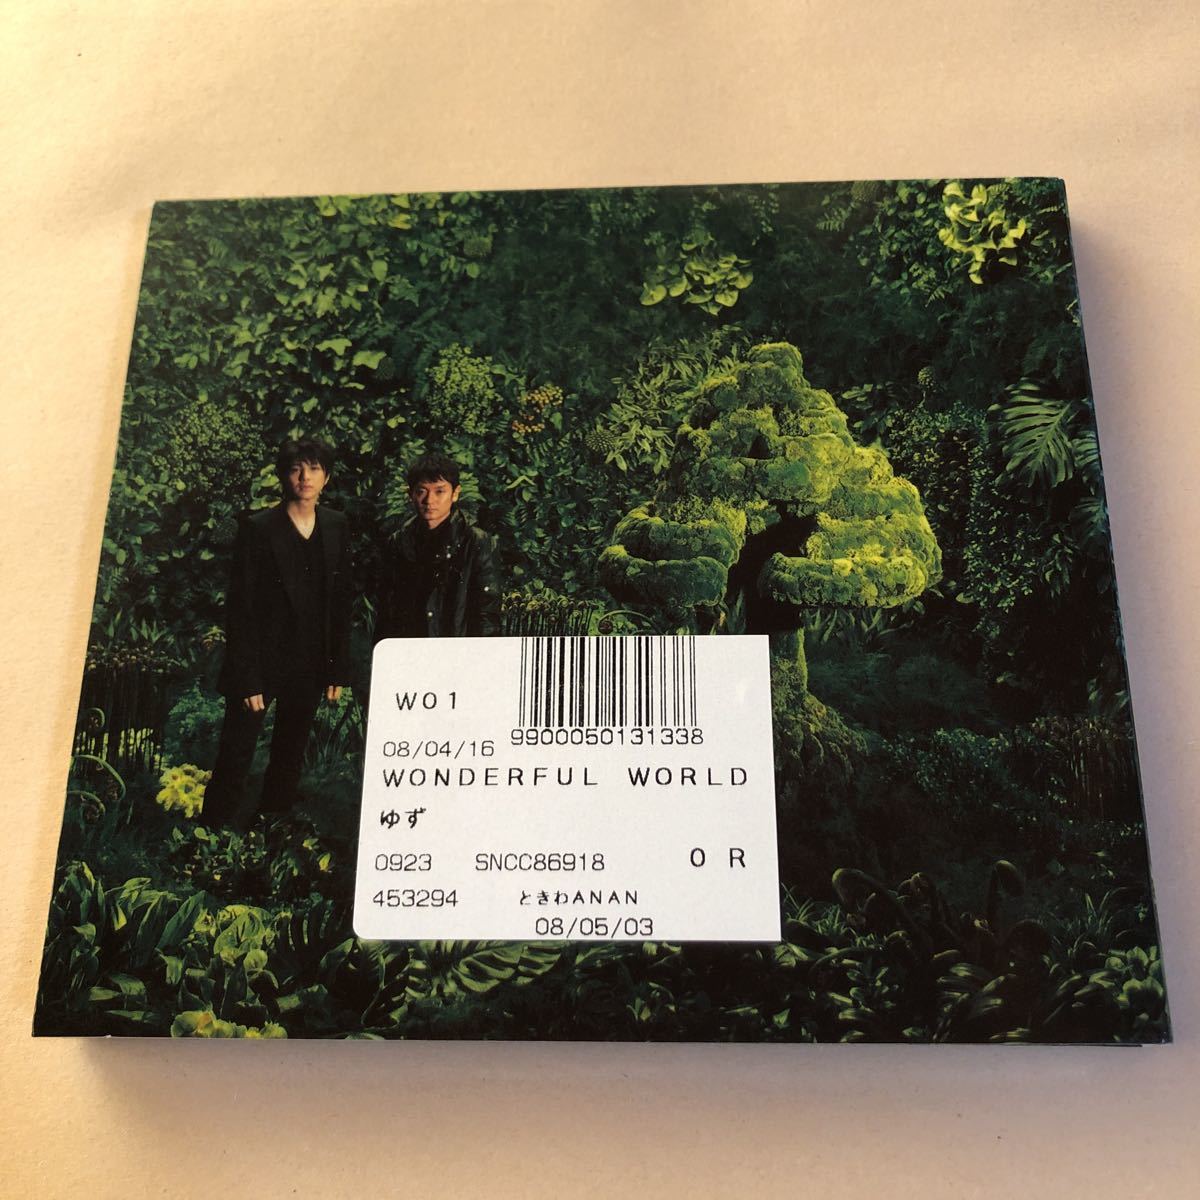 W01
9900050131338
08/04/16
WONDERFUL WORLD
ゆず
0923 SNCC86918 0 R
453294 ときわANAN
08/05/03